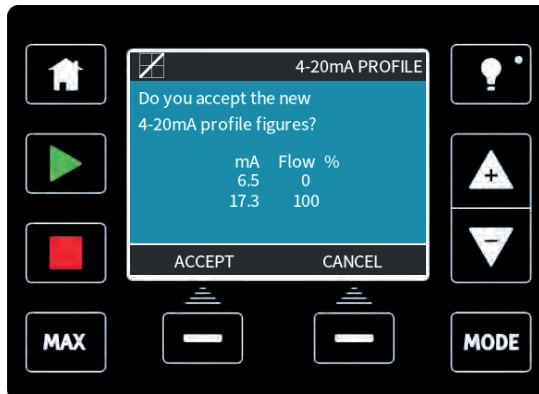 4-20mA PROFILE
Do you accept the new
4-20mA profile figures?
mA Flow %
6.5 0
17.3 100
ACCEPT CANCEL
MAX
MODE